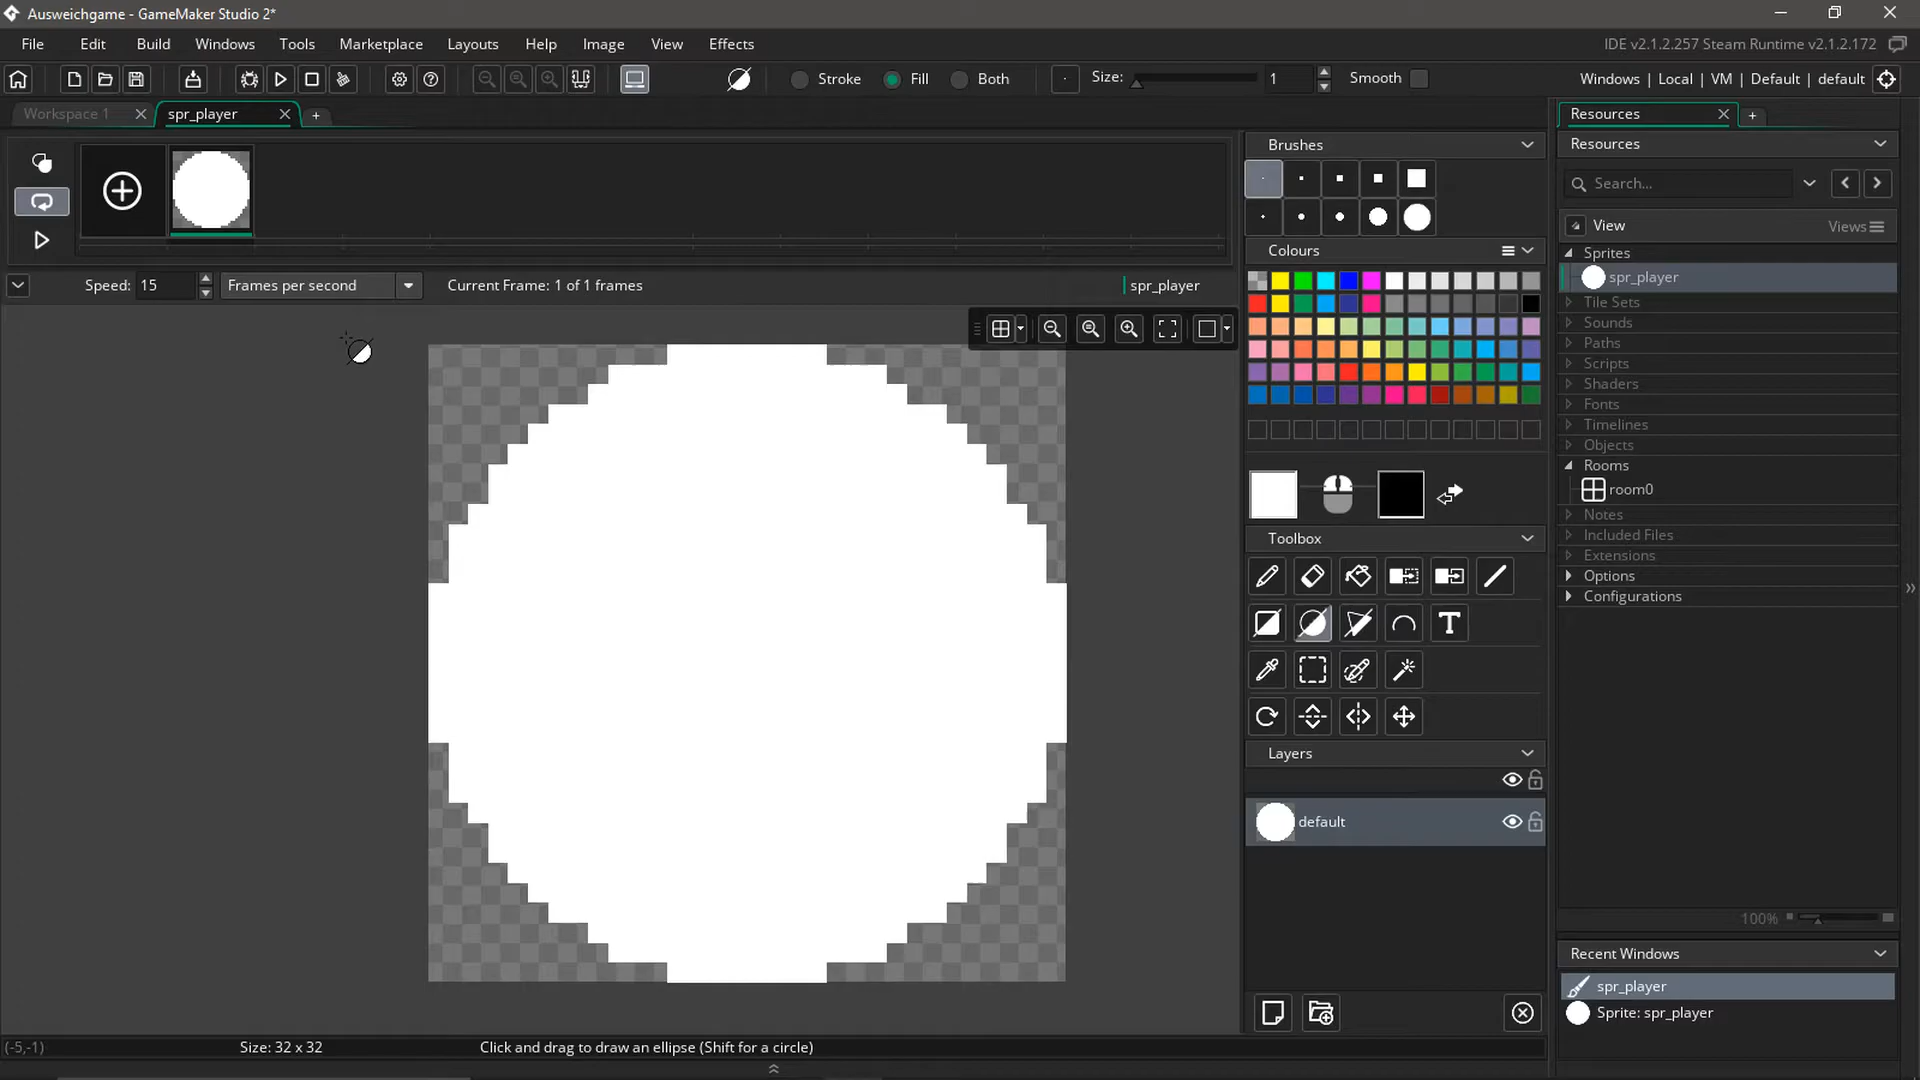 Ausweichgame - GameMaker Studio 2*
File Edit Build Windows Tools Marketplace Layouts Help Image View Effects
IDE v2.1.2.257 Steam Runtime v2.1.2.172
Stroke Fill Both Size: 1 Smooth
Windows | Local | VM | Default | default
Workspace 1 spr_player
Resources
Brushes
Resources
Search...
View Views
Colours
Sprites
spr_player
Speed: 15 Frames per second Current Frame: 1 of 1 frames spr_player
Tile Sets
Sounds
Paths
Scripts
Shaders
Fonts
Timelines
Objects
Rooms
room0
Notes
Included Files
Extensions
Options
Configurations
Toolbox
T
Layers
default
100%
Recent Windows
spr_player
Sprite: spr_player
(-5,-1) Size: 32 x 32 Click and drag to draw an ellipse (Shift for a circle)